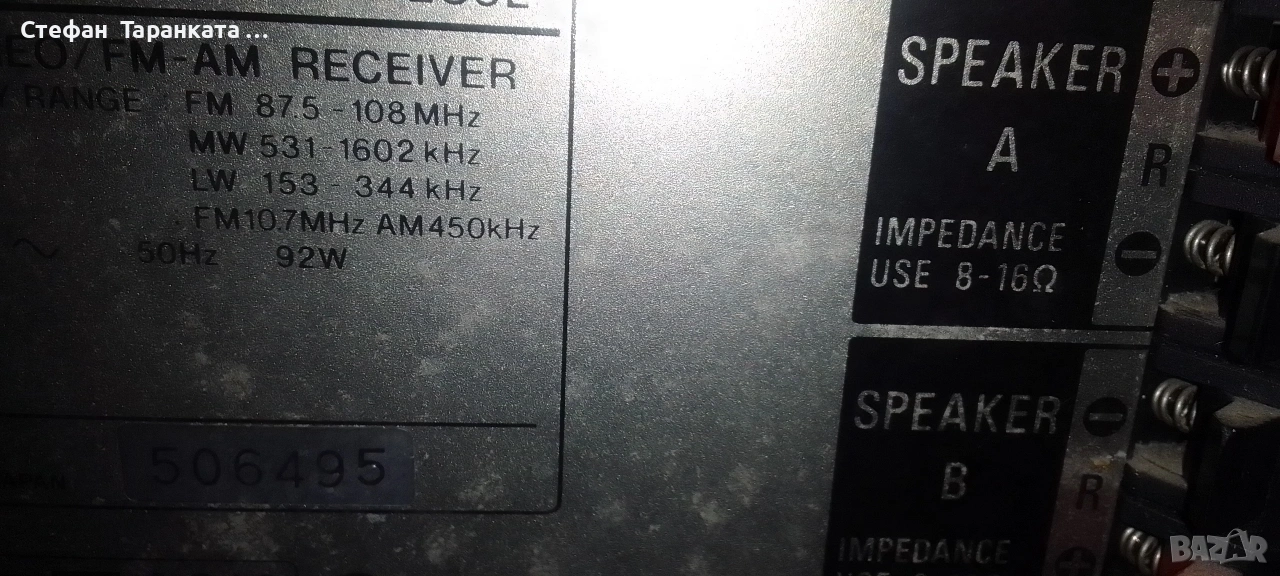 Стефан Таранката ...
FM-AM RECEIVER
RANGE : FM 87.5 - 108 MHz
MW 531-1602 kHz
LW 153 - 344 kHz
FM10.7MHz AM450kHz
~ 50Hz 92W
506495
SPEAKER +
A
R
IMPEDANCE
USE 8-16Ω
-
SPEAKER -
B
R
IMPEDANCE +
BAZAR